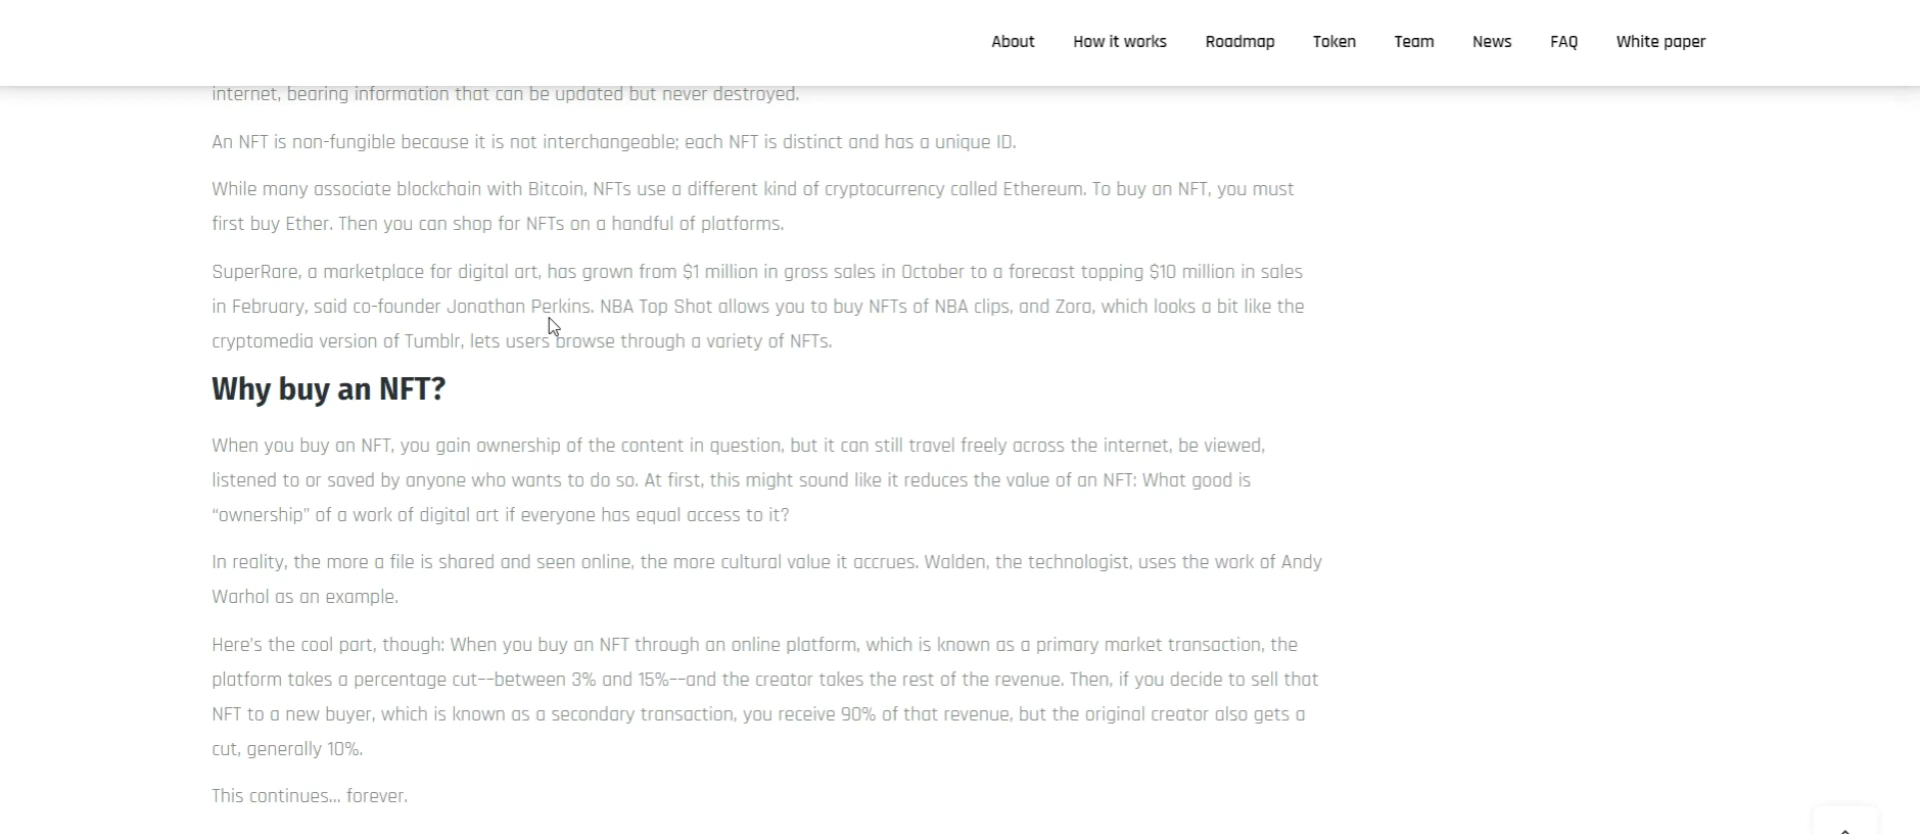 About How it works Roadmap Token Team News FAQ White paper
internet, bearing information that can be updated but never destroyed.
An NFT is non-fungible because it is not interchangeable; each NFT is distinct and has a unique ID.
While many associate blockchain with Bitcoin, NFTs use a different kind of cryptocurrency called Ethereum. To buy an NFT, you must
first buy Ether. Then you can shop for NFTs on a handful of platforms.
SuperRare, a marketplace for digital art, has grown from $1 million in gross sales in October to a forecast topping $10 million in sales
in February, said co-founder Jonathan Perkins. NBA Top Shot allows you to buy NFTs of NBA clips, and Zora, which looks a bit like the
cryptomedia version of Tumblr, lets users browse through a variety of NFTs.
Why buy an NFT?
When you buy an NFT, you gain ownership of the content in question, but it can still travel freely across the internet, be viewed,
listened to or saved by anyone who wants to do so. At first, this might sound like it reduces the value of an NFT: What good is
“ownership” of a work of digital art if everyone has equal access to it?
In reality, the more a file is shared and seen online, the more cultural value it accrues. Walden, the technologist, uses the work of Andy
Warhol as an example.
Here’s the cool part, though: When you buy an NFT through an online platform, which is known as a primary market transaction, the
platform takes a percentage cut--between 3% and 15%--and the creator takes the rest of the revenue. Then, if you decide to sell that
NFT to a new buyer, which is known as a secondary transaction, you receive 90% of that revenue, but the original creator also gets a
cut, generally 10%.
This continues... forever.